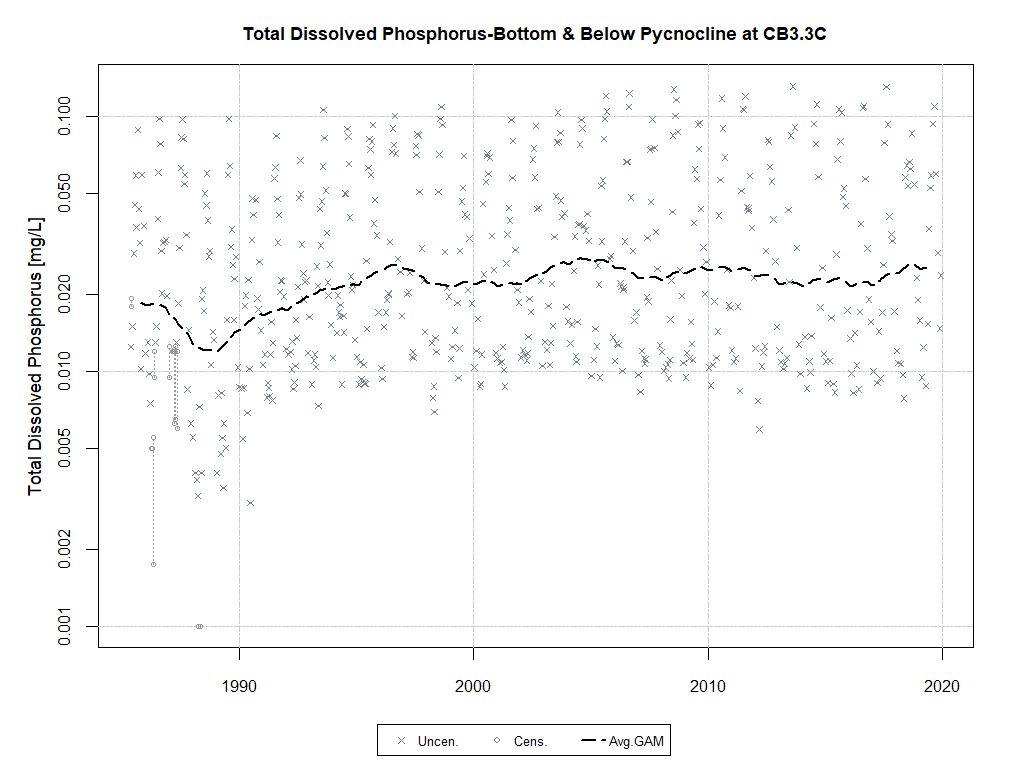 Total Dissolved Phosphorus-Bottom & Below Pycnocline at CB3.3C
Total Dissolved Phosphorus [mg/L]
0.100
0.050
0.020
0.010
0.005
0.002
0.001
1990 2000 2010 2020
Uncen. Cens. Avg.GAM